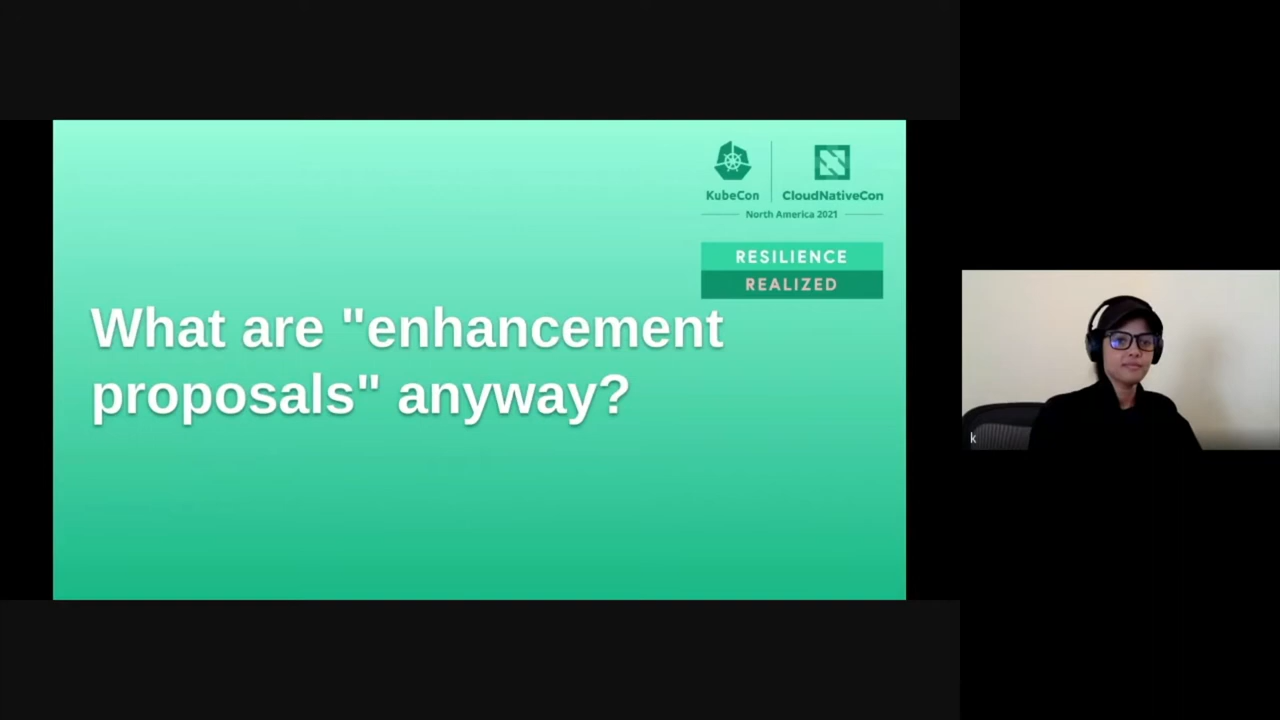 KubeCon
CloudNativeCon
North America 2021
RESILIENCE
REALIZED
What are "enhancement
proposals" anyway?
k